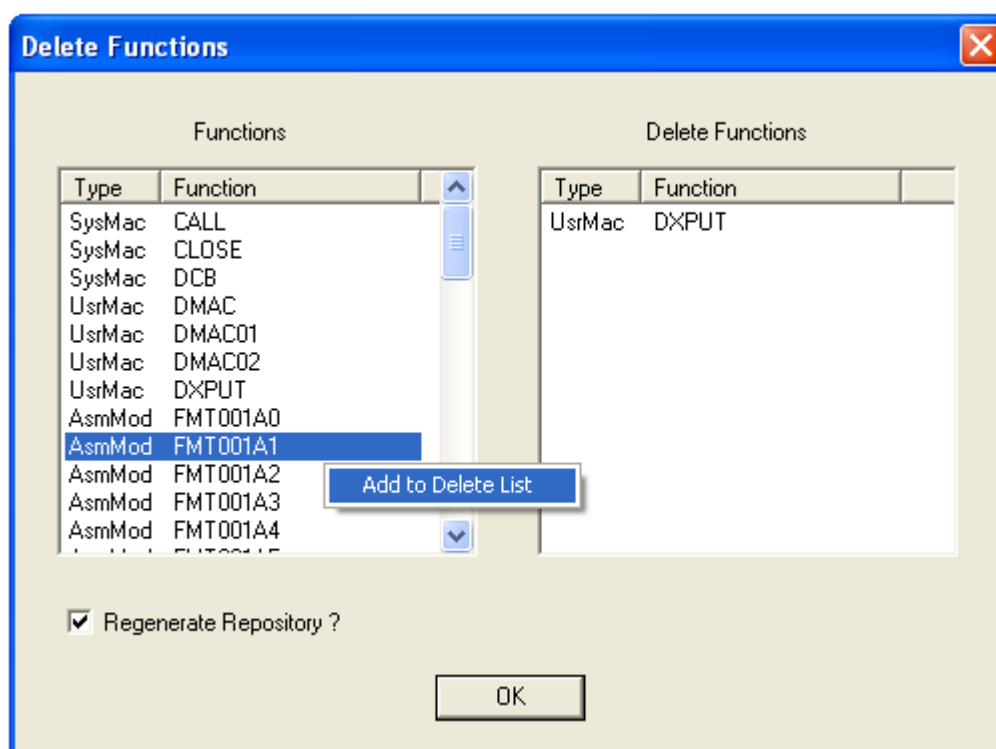 Delete Functions
Functions
Delete Functions
Type Function
SysMac CALL
SysMac CLOSE
SysMac DCB
UsrMac DMAC
UsrMac DMAC01
UsrMac DMAC02
UsrMac DXPUT
AsmMod FMT001A0
AsmMod FMT001A1
AsmMod FMT001A2
AsmMod FMT001A3
AsmMod FMT001A4
Add to Delete List
Type Function
UsrMac DXPUT
Regenerate Repository ?
OK